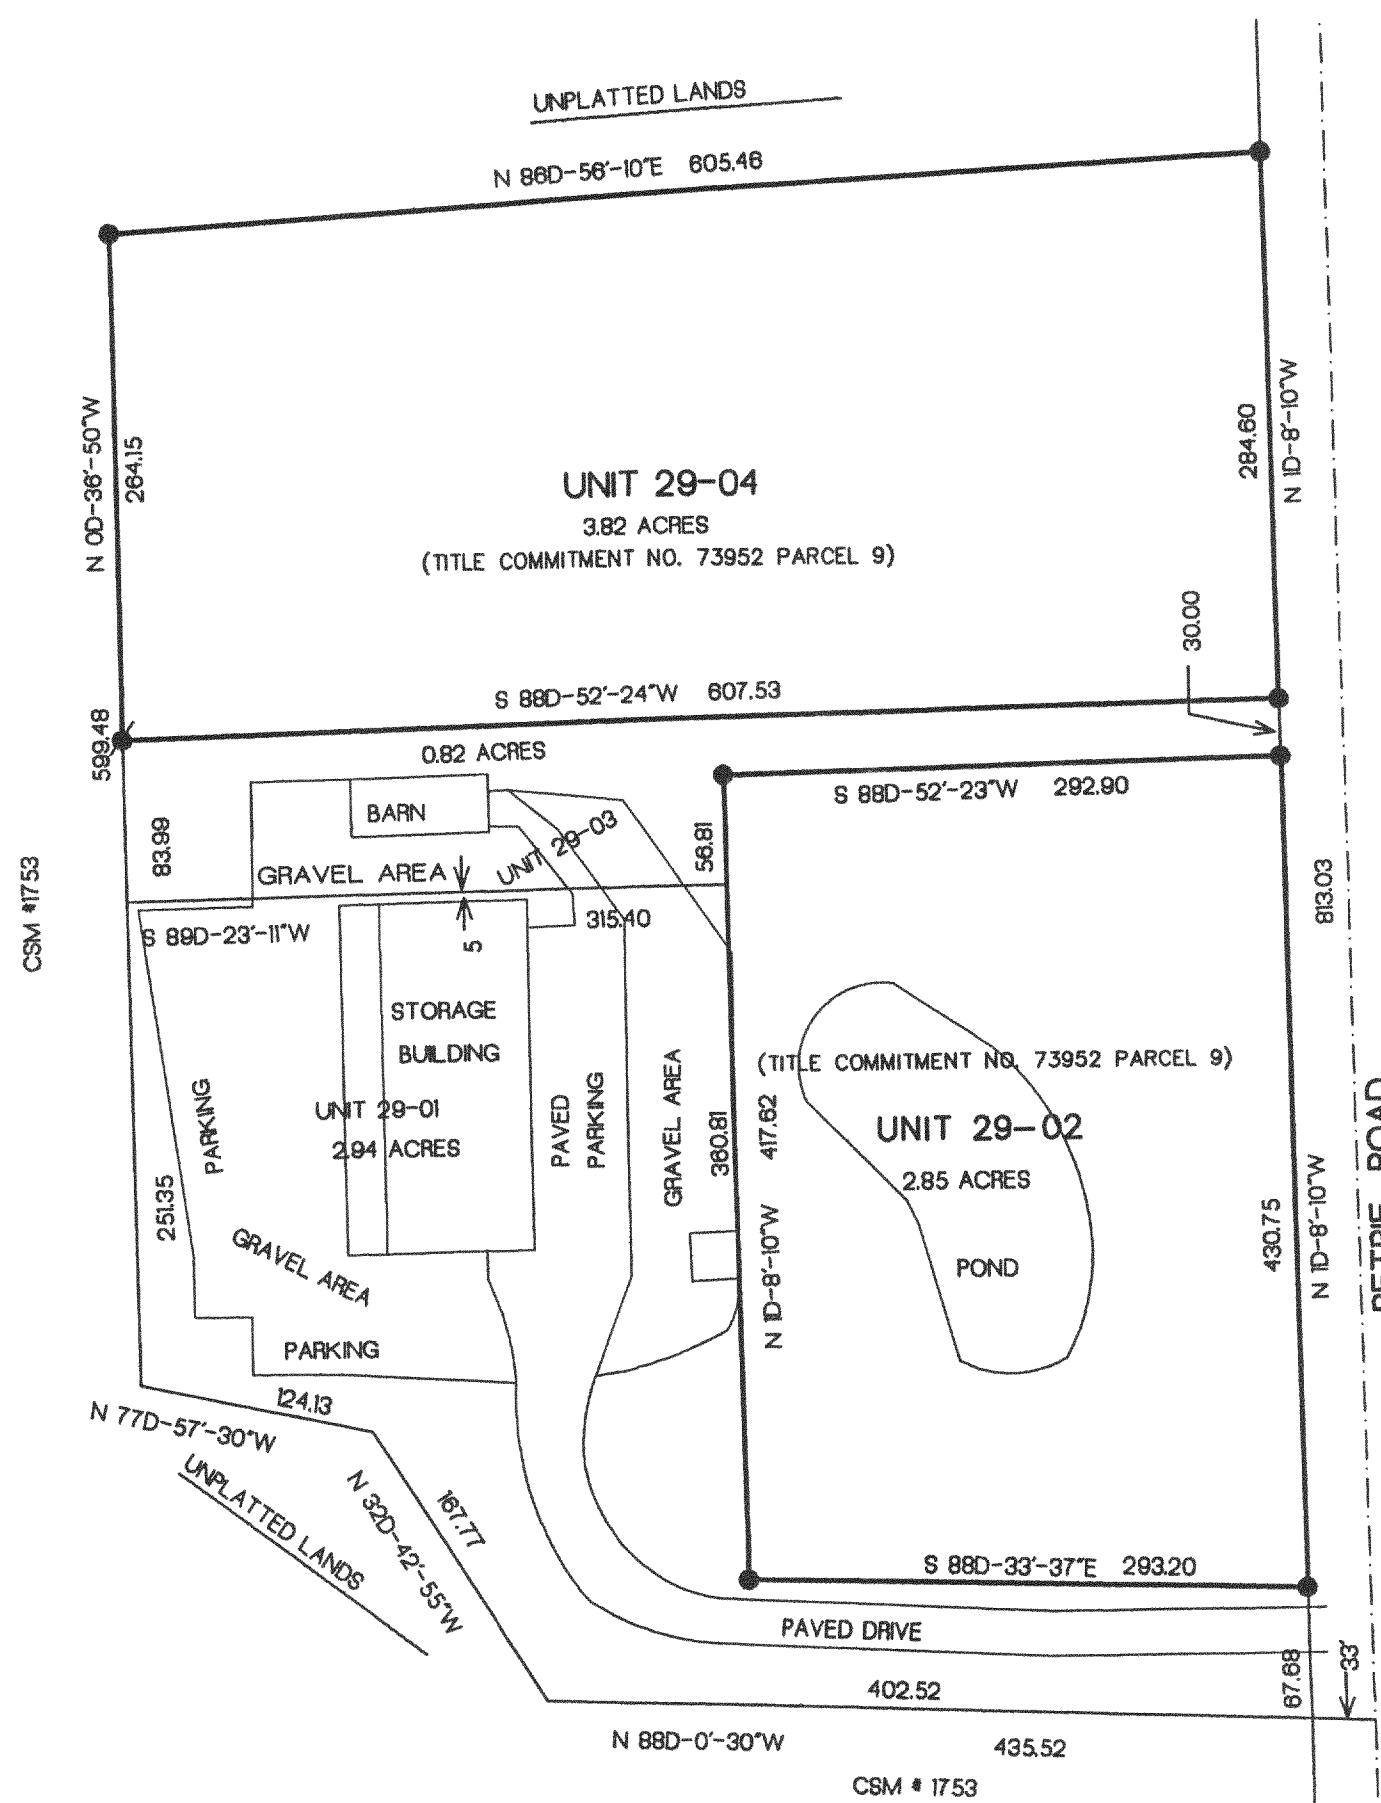 UNPLATTED LANDS
N 86D-56'-10"E 605.46
N 0D-36'-50"W
264.15
284.60
N 1D-8'-10"W
UNIT 29-04
3.82 ACRES
(TITLE COMMITMENT NO. 73952 PARCEL 9)
30.00
S 88D-52'-24"W 607.53
599.48
0.82 ACRES
S 88D-52'-23"W 292.90
BARN
UNIT 29-03
56.81
83.99
GRAVEL AREA
CSM #1753
813.03
315.40
S 89D-23'-11"W
5
STORAGE
BUILDING
(TITLE COMMITMENT NO. 73952 PARCEL 9)
UNIT 29-01
2.94 ACRES
PARKING
PAVED
PARKING
GRAVEL AREA
360.81
417.62
UNIT 29-02
2.85 ACRES
PETRIE ROAD
251.35
430.75
N 1D-8'-10"W
GRAVEL AREA
N 1D-8'-10"W
POND
PARKING
124.13
N 77D-57'-30"W
UNPLATTED LANDS
167.77
N 32D-42'-55"W
S 88D-33'-37"E 293.20
PAVED DRIVE
67.68
33'
402.52
N 88D-0'-30"W 435.52
CSM # 1753